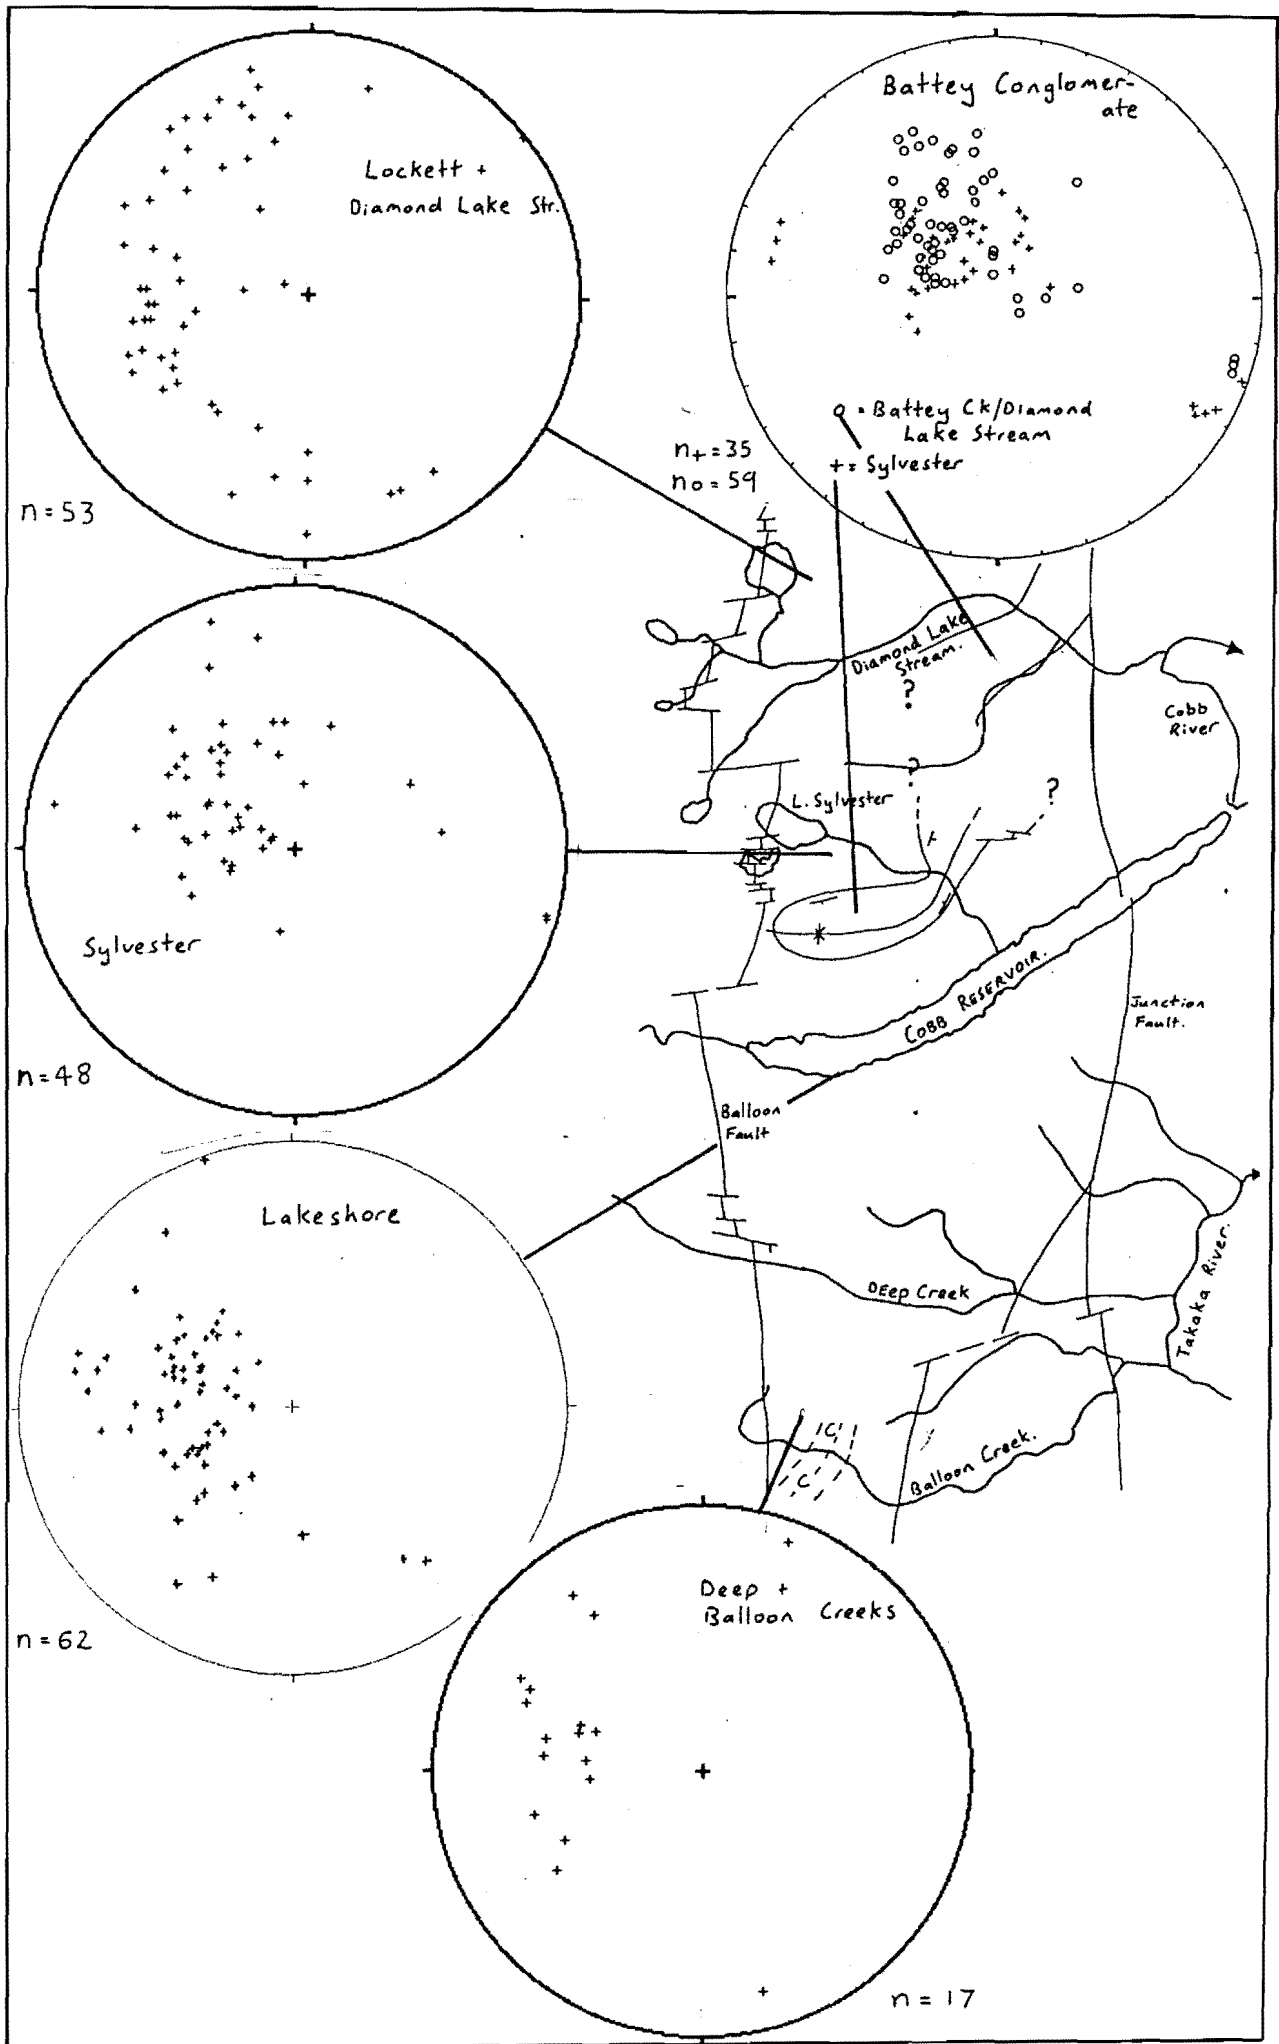 Battey Conglomer-
ate
Lockett +
Diamond Lake Str.
o = Battey Ck/Diamond
Lake Stream
+ = Sylvester
n+ = 35
no = 59
n = 53
Diamond Lake
Stream.
?
Cobb
River
?
?
L. Sylvester
Sylvester
COBB RESERVOIR.
Junction
Fault.
n = 48
Balloon
Fault
Lakeshore
DEep Creek
Takaka River.
C
C
Balloon Creek.
Deep +
Balloon Creeks
n = 62
n = 17